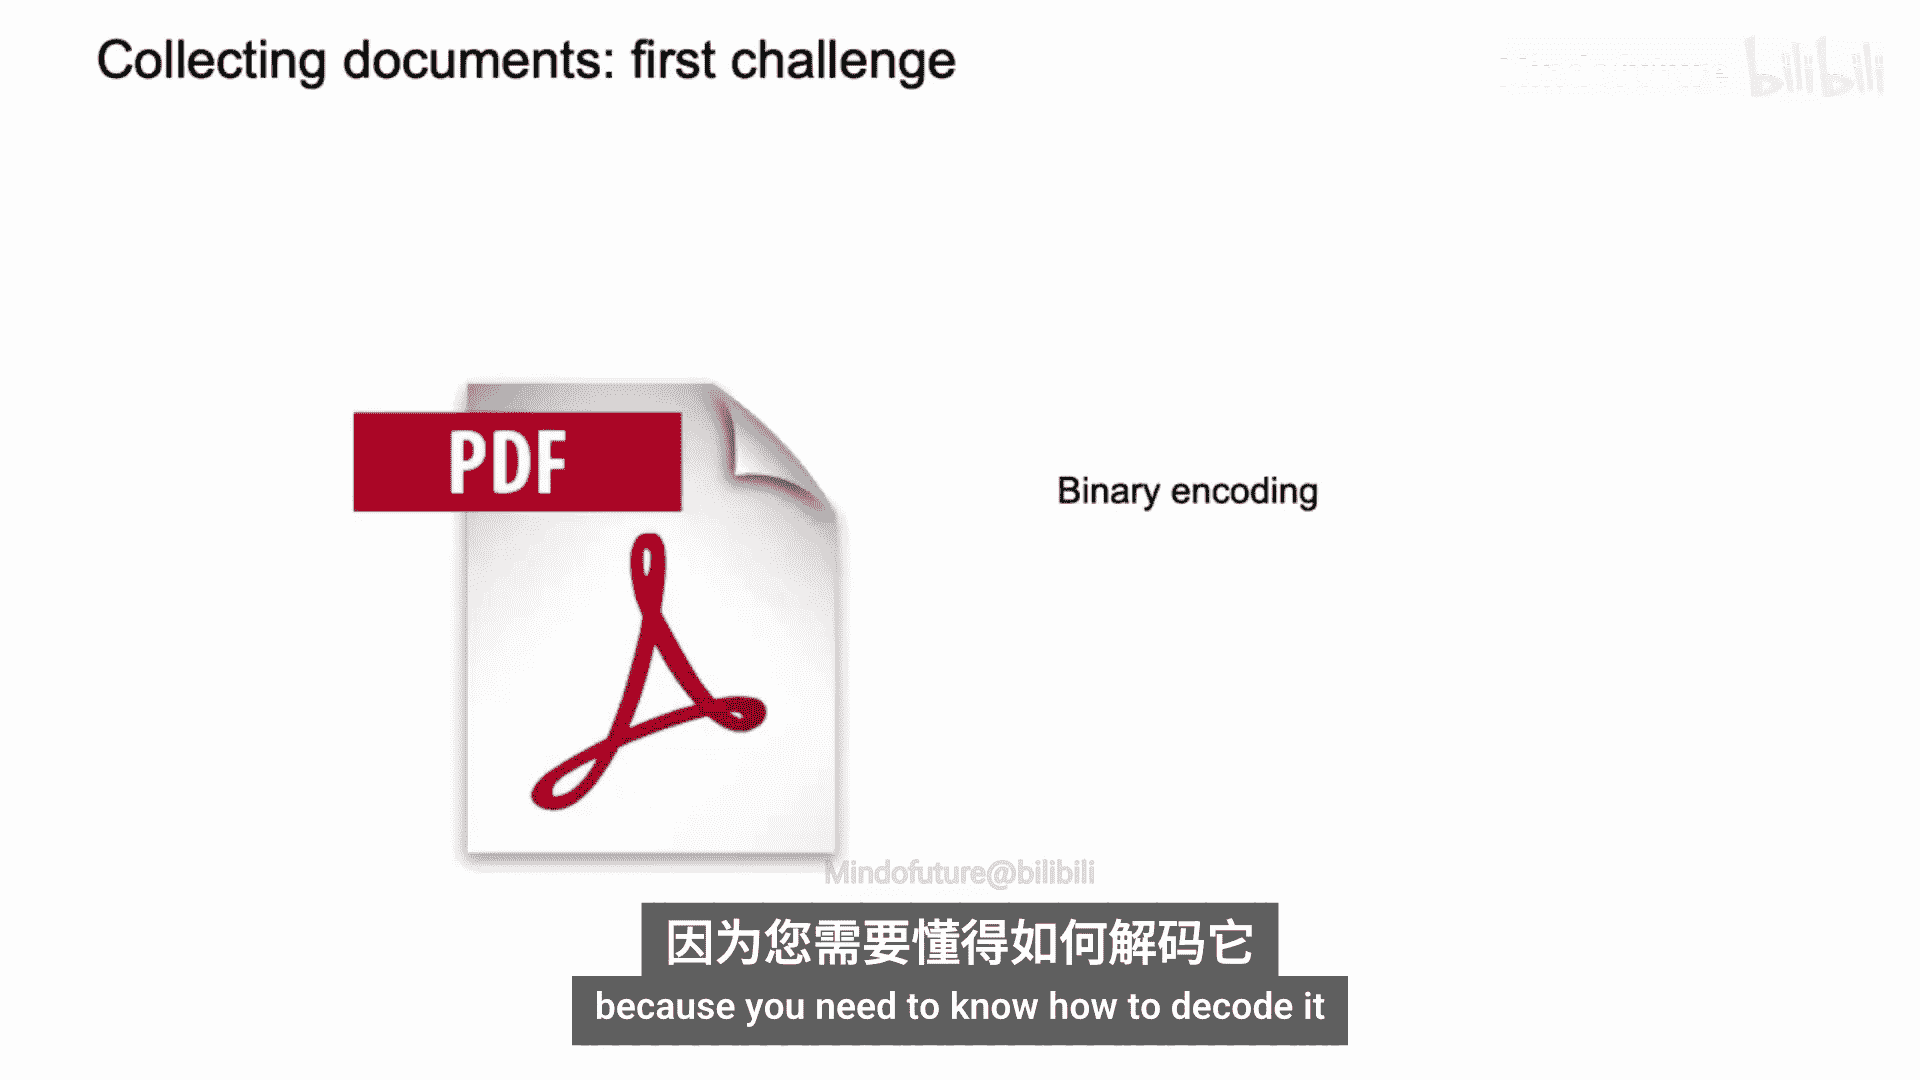 Collecting documents: first challenge
bilibili
PDF
Binary encoding
Mindofuture@bilibili
因为您需要懂得如何解码它
because you need to know how to decode it